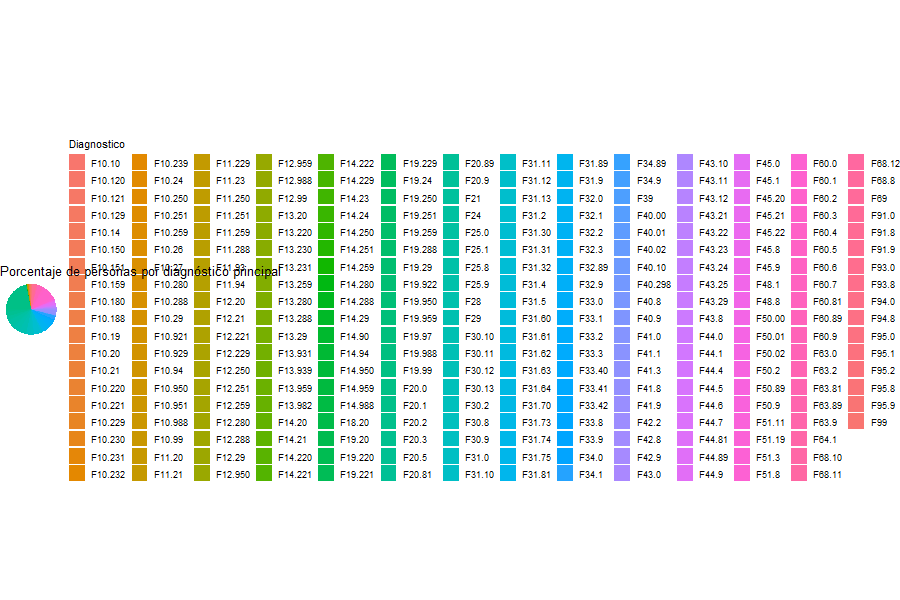 Diagnostico
F10.10 F10.239 F11.229 F12.959 F14.222 F19.229 F20.89 F31.11 F31.89 F34.89 F43.10 F45.0 F60.0 F68.12
F10.120 F10.24 F11.23 F12.988 F14.229 F19.24 F20.9 F31.12 F31.9 F34.9 F43.11 F45.1 F60.1 F68.8
F10.121 F10.250 F11.250 F12.99 F14.23 F19.250 F21 F31.13 F32.0 F39 F43.12 F45.20 F60.2 F69
F10.129 F10.251 F11.251 F13.20 F14.24 F19.251 F24 F31.2 F32.1 F40.00 F43.21 F45.21 F60.3 F91.0
F10.14 F10.259 F11.259 F13.220 F14.250 F19.259 F25.0 F31.30 F32.2 F40.01 F43.22 F45.22 F60.4 F91.8
F10.150 F10.26 F11.288 F13.230 F14.251 F19.288 F25.1 F31.31 F32.3 F40.02 F43.23 F45.8 F60.5 F91.9
F10.151 F10.27 F11.93 F13.231 F14.259 F19.29 F25.8 F31.32 F32.89 F40.10 F43.24 F45.9 F60.6 F93.0
Porcentaje de personas por diagnóstico principal
F10.159 F10.280 F11.94 F13.259 F14.280 F19.922 F25.9 F31.4 F32.9 F40.298 F43.25 F48.1 F60.7 F93.8
F10.180 F10.288 F12.20 F13.280 F14.288 F19.950 F28 F31.5 F33.0 F40.8 F43.29 F48.8 F60.81 F94.0
F10.188 F10.29 F12.21 F13.288 F14.29 F19.959 F29 F31.60 F33.1 F40.9 F43.8 F50.00 F60.89 F94.8
F10.19 F10.921 F12.221 F13.29 F14.90 F19.97 F30.10 F31.61 F33.2 F41.0 F44.0 F50.01 F60.9 F95.0
F10.20 F10.929 F12.229 F13.931 F14.94 F19.988 F30.11 F31.62 F33.3 F41.1 F44.1 F50.02 F63.0 F95.1
F10.21 F10.94 F12.250 F13.939 F14.950 F19.99 F30.12 F31.63 F33.40 F41.3 F44.4 F50.2 F63.2 F95.2
F10.220 F10.950 F12.251 F13.959 F14.959 F20.0 F30.13 F31.64 F33.41 F41.8 F44.5 F50.89 F63.81 F95.8
F10.221 F10.951 F12.259 F13.982 F14.988 F20.1 F30.2 F31.70 F33.42 F41.9 F44.6 F50.9 F63.89 F95.9
F10.229 F10.988 F12.280 F14.20 F18.20 F20.2 F30.8 F31.73 F33.8 F42.2 F44.7 F51.11 F63.9 F99
F10.230 F10.99 F12.288 F14.21 F19.20 F20.3 F30.9 F31.74 F33.9 F42.8 F44.81 F51.19 F64.1
F10.231 F11.20 F12.29 F14.220 F19.220 F20.5 F31.0 F31.75 F34.0 F42.9 F44.89 F51.3 F68.10
F10.232 F11.21 F12.950 F14.221 F19.221 F20.81 F31.10 F31.81 F34.1 F43.0 F44.9 F51.8 F68.11